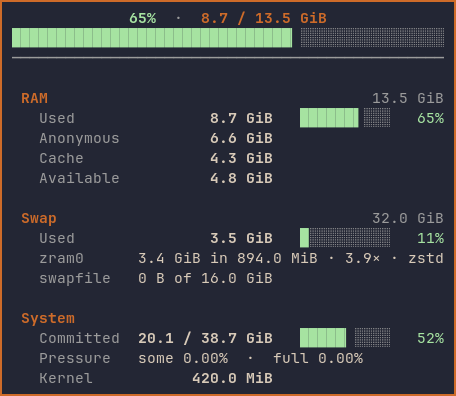 65% · 8.7 / 13.5 GiB
RAM 13.5 GiB
Used 8.7 GiB 65%
Anonymous 6.6 GiB
Cache 4.3 GiB
Available 4.8 GiB
Swap 32.0 GiB
Used 3.5 GiB 11%
zram0 3.4 GiB in 894.0 MiB · 3.9× · zstd
swapfile 0 B of 16.0 GiB
System
Committed 20.1 / 38.7 GiB 52%
Pressure some 0.00% · full 0.00%
Kernel 420.0 MiB